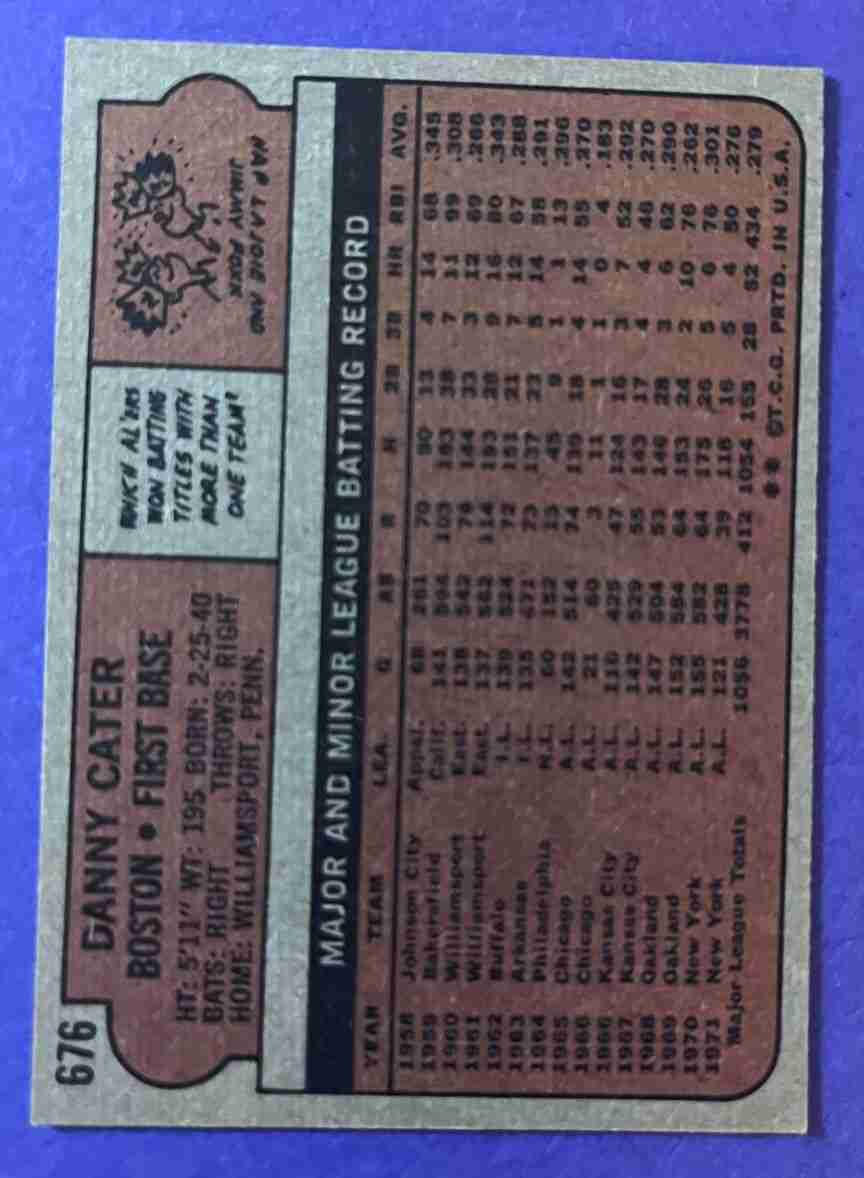 676
DANNY CATER
BOSTON • FIRST BASE
HT: 5'11" WT: 195 BORN: 2-25-40
BATS: RIGHT THROWS: RIGHT
HOME: WILLIAMSPORT, PENN.
WHICH AL'ERS
WON BATTING
TITLES WITH
MORE THAN
ONE TEAM?
NAP LAJOIE AND
JIMMY FOXX
MAJOR AND MINOR LEAGUE BATTING RECORD
YEAR TEAM LEA. G AB R H 2B 3B HR RBI AVG.
1958 Johnson City Appal. 68 261 70 90 13 4 14 68 .345
1959 Bakersfield Calif. 141 594 103 183 38 7 11 99 .308
1960 Williamsport East. 138 542 76 144 33 3 12 69 .266
1961 Williamsport East. 137 562 114 193 28 9 16 80 .343
1962 Buffalo I.L. 139 524 72 151 21 7 12 67 .288
1963 Arkansas I.L. 135 471 73 137 23 5 14 58 .291
1964 Philadelphia N.L. 60 152 13 45 9 1 1 13 .296
1965 Chicago A.L. 142 514 74 139 18 4 14 55 .270
1966 Chicago A.L. 21 60 3 11 1 1 0 4 .183
1966 Kansas City A.L. 116 425 47 124 16 3 7 52 .292
1967 Kansas City A.L. 142 529 55 143 17 4 4 46 .270
1968 Oakland A.L. 147 504 53 146 28 3 6 62 .290
1969 Oakland A.L. 152 584 64 153 24 2 10 76 .262
1970 New York A.L. 155 582 64 175 26 5 6 76 .301
1971 New York A.L. 121 428 39 118 16 5 4 50 .276
Major League Totals 1056 3778 412 1054 155 28 52 434 .279
** ©T.C.G. PRTD. IN U.S.A.